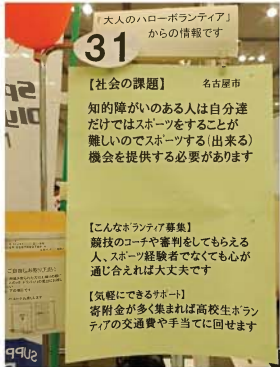 『大人のハローボランティア』
からの情報です
31
【社会の課題】 名古屋市
知的障がいのある人は自分達
だけではスポーツをすることが
難しいのでスポーツする(出来る)
機会を提供する必要があります
【こんなボランティア募集】
競技のコーチや審判をしてもらえる
人、スポーツ経験者でなくても心が
通じ合えれば大丈夫です
【気軽にできるサポート】
寄附金が多く集まれば高校生ボラン
ティアの交通費や手当てに回せます